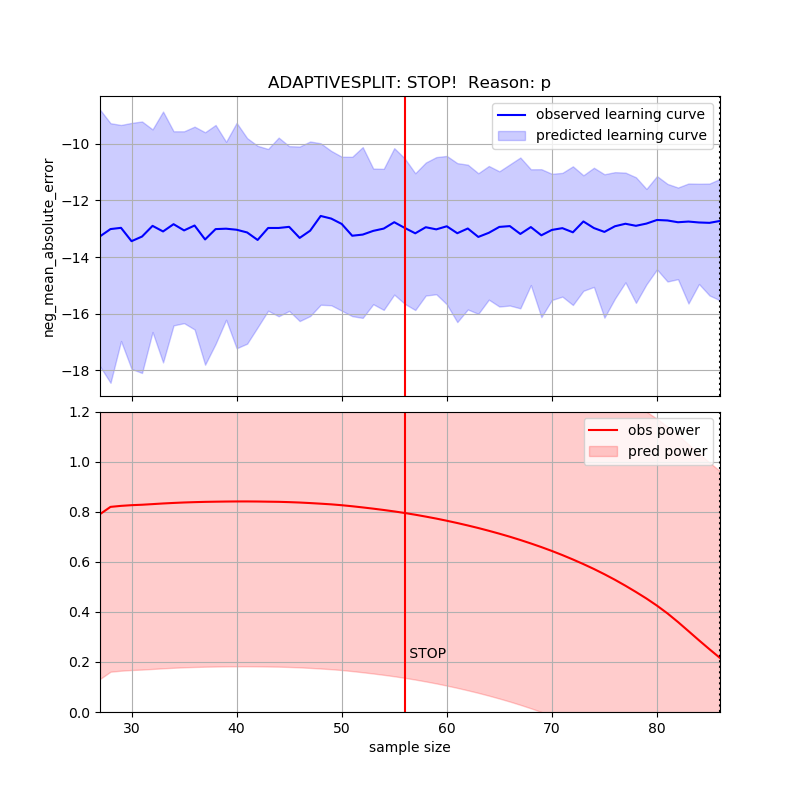 ADAPTIVESPLIT: STOP!  Reason: p
observed learning curve
predicted learning curve
neg_mean_absolute_error
−10
−12
−14
−16
−18
obs power
pred power
1.2
1.0
0.8
0.6
0.4
0.2
0.0
STOP
30 40 50 60 70 80
sample size